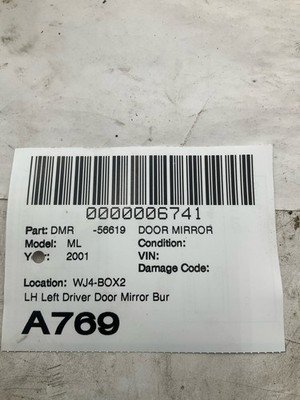 0000006741
Part: DMR -56619 DOOR MIRROR
Model: ML Condition:
Year: 2001 VIN:
Damage Code:
Location: WJ4-BOX2
LH Left Driver Door Mirror Bur
A769